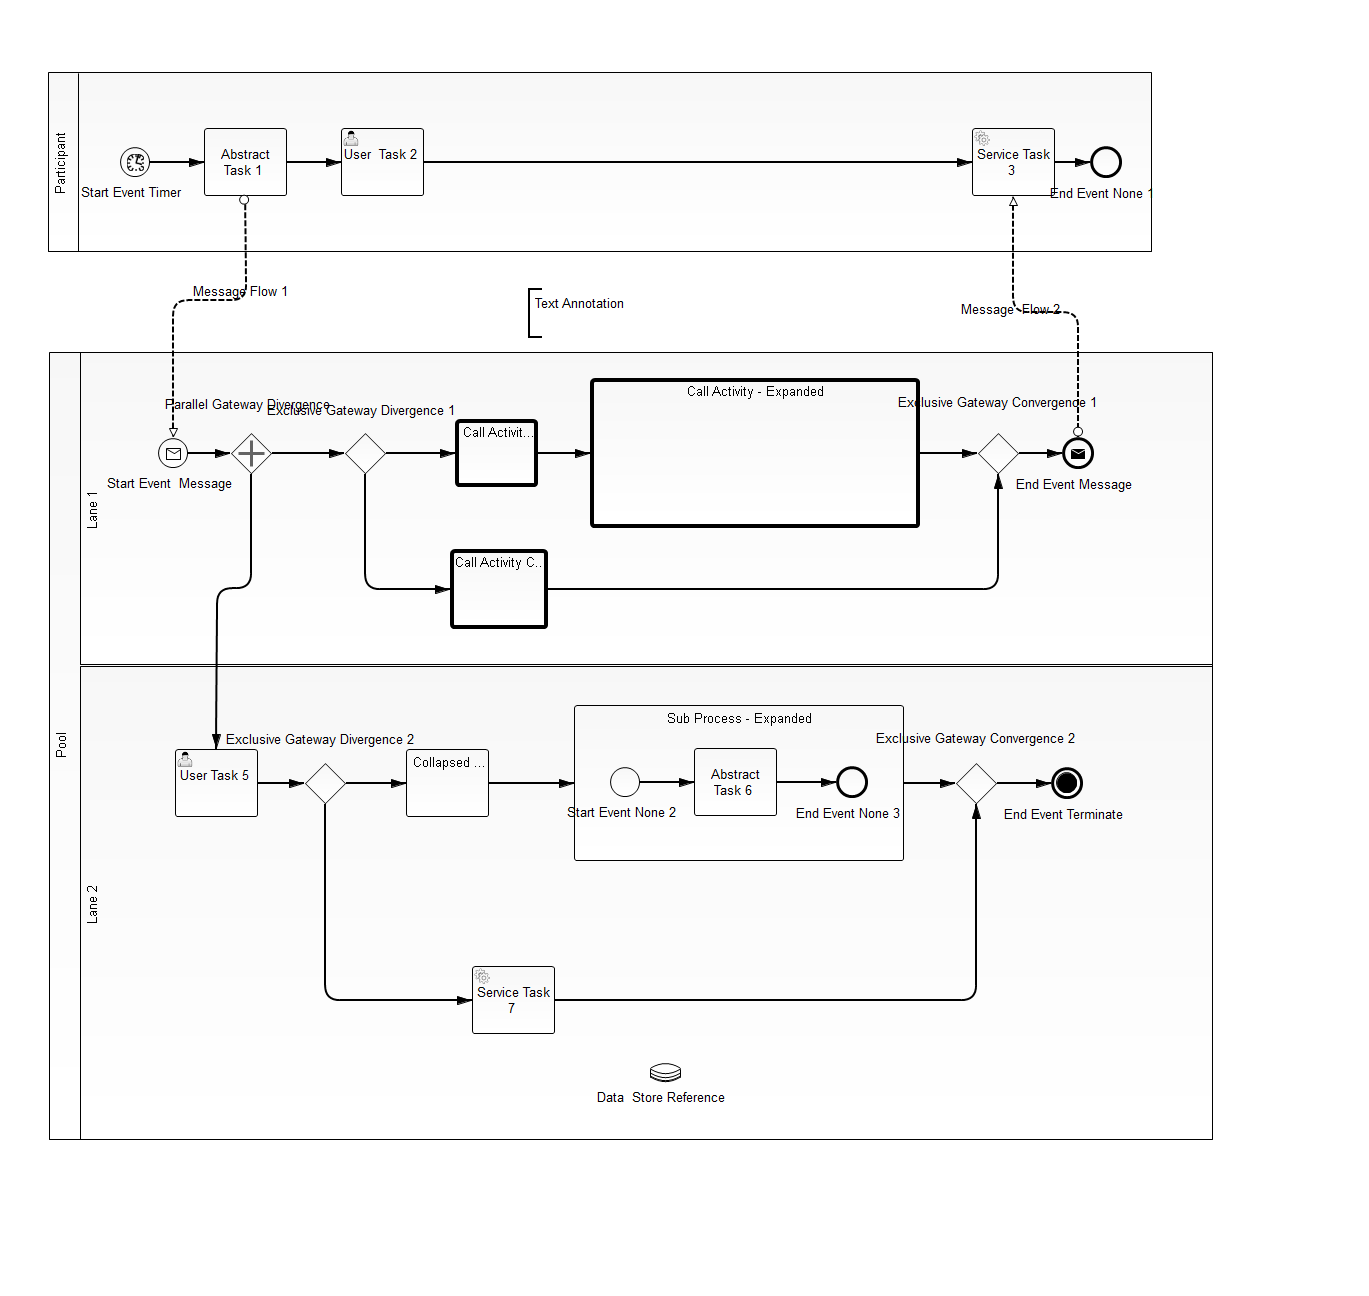 Participant
Start Event Timer
Abstract
Task 1
User  Task 2
Service Task
3
End Event None 1
Message Flow 1
Text Annotation
Message  Flow 2
Pool
Lane 1
Parallel Gateway Divergence
Exclusive Gateway Divergence 1
Call Activit...
Call Activity - Expanded
Exclusive Gateway Convergence 1
Start Event  Message
End Event Message
Call Activity C...
Lane 2
Exclusive Gateway Divergence 2
User Task 5
Collapsed ...
Sub Process - Expanded
Start Event None 2
Abstract
Task 6
End Event None 3
Exclusive Gateway Convergence 2
End Event Terminate
Service Task
7
Data  Store Reference